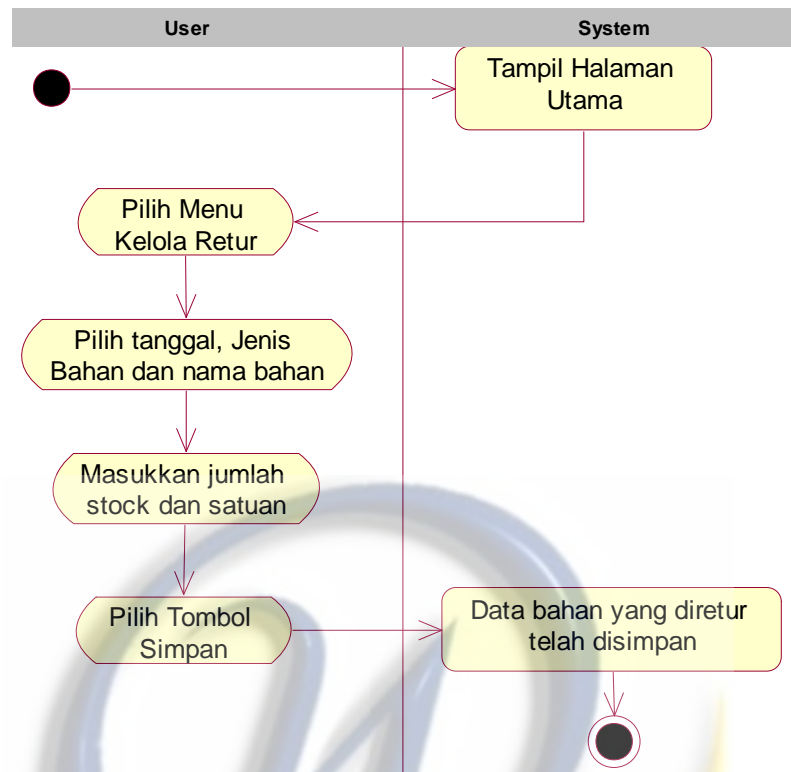 User
System
Tampil Halaman
Utama
Pilih Menu
Kelola Retur
Pilih tanggal, Jenis
Bahan dan nama bahan
Masukkan jumlah
stock dan satuan
Pilih Tombol
Simpan
Data bahan yang diretur
telah disimpan